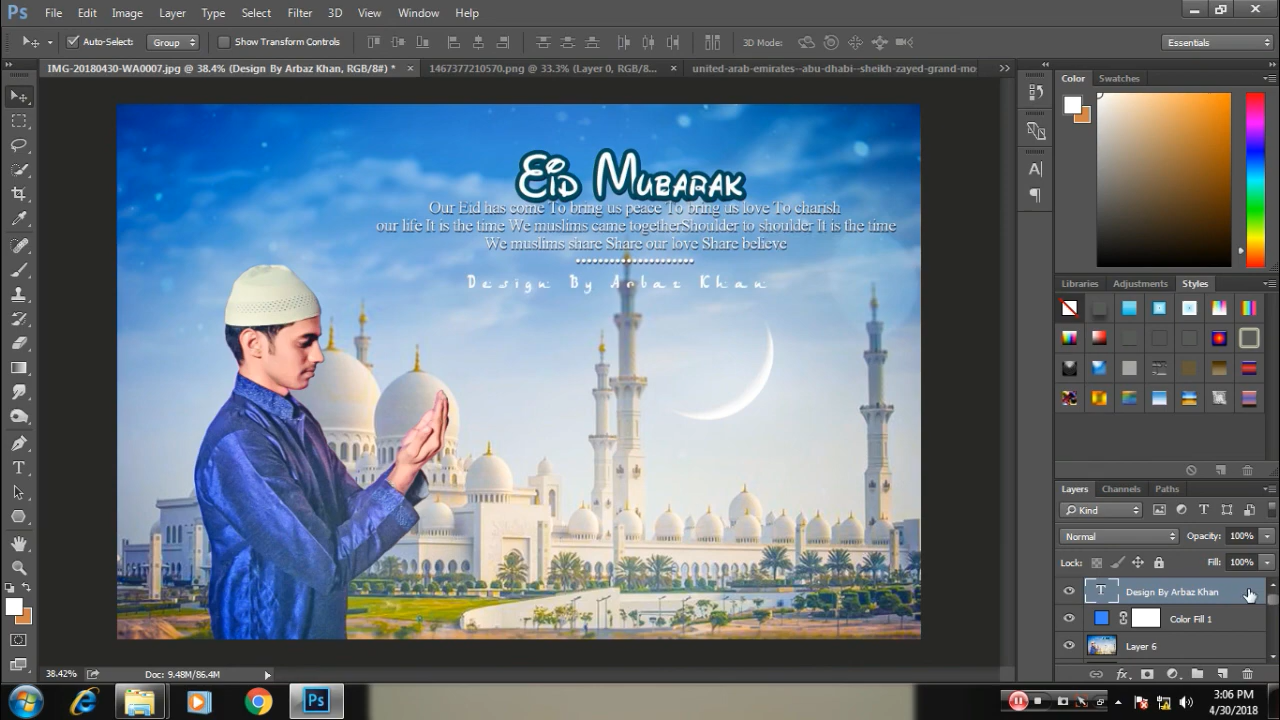 Ps File Edit Image Layer Type Select Filter 3D View Window Help
Auto-Select: Group Show Transform Controls 3D Mode: Essentials
IMG-20180430-WA0007.jpg @ 38.4% (Design By Arbaz Khan, RGB/8#) * × 1467377210570.png @ 33.3% (Layer 0, RGB/8... × united-arab-emirates--abu-dhabi--sheikh-zayed-grand-mos
Color Swatches
Eid Mubarak
Our Eid has come To bring us peace To bring us love To charish
our life It is the time We muslims came togetherShoulder to shoulder It is the time
We muslims share Share our love Share believe
Design By Arbaz Khan
Libraries Adjustments Styles
Layers Channels Paths
Kind
Normal Opacity: 100%
Lock: Fill: 100%
Design By Arbaz Khan
Color Fill 1
Layer 6
38.42% Doc: 9.48M/86.4M
Ps
3:06 PM
4/30/2018